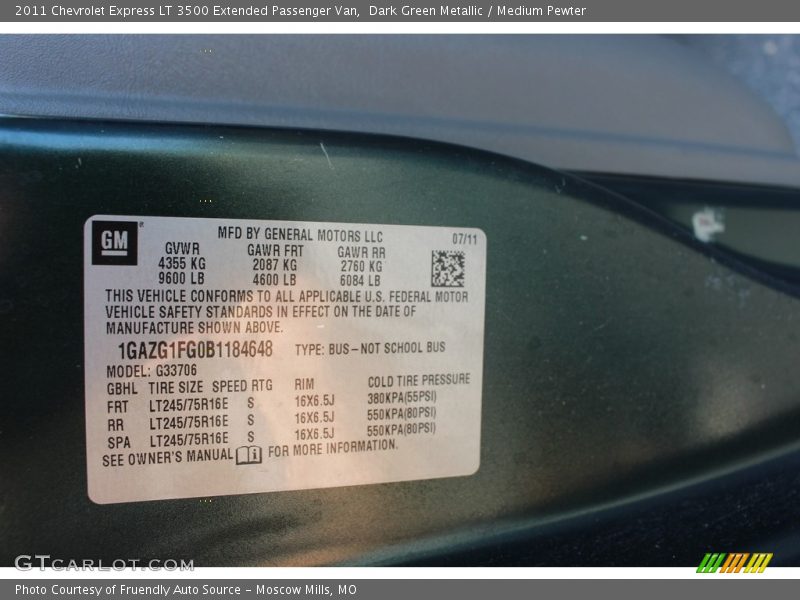 2011 Chevrolet Express LT 3500 Extended Passenger Van, Dark Green Metallic / Medium Pewter
GM
MFD BY GENERAL MOTORS LLC 07/11
GVWR GAWR FRT GAWR RR
4355 KG 2087 KG 2760 KG
9600 LB 4600 LB 6084 LB
THIS VEHICLE CONFORMS TO ALL APPLICABLE U.S. FEDERAL MOTOR
VEHICLE SAFETY STANDARDS IN EFFECT ON THE DATE OF
MANUFACTURE SHOWN ABOVE.
1GAZG1FG0B1184648 TYPE: BUS-NOT SCHOOL BUS
MODEL: G33706
GBHL TIRE SIZE SPEED RTG RIM COLD TIRE PRESSURE
FRT LT245/75R16E S 16X6.5J 380KPA(55PSI)
RR LT245/75R16E S 16X6.5J 550KPA(80PSI)
SPA LT245/75R16E S 16X6.5J 550KPA(80PSI)
SEE OWNER'S MANUAL i FOR MORE INFORMATION.
GTCARLOT.COM
Photo Courtesy of Fruendly Auto Source - Moscow Mills, MO